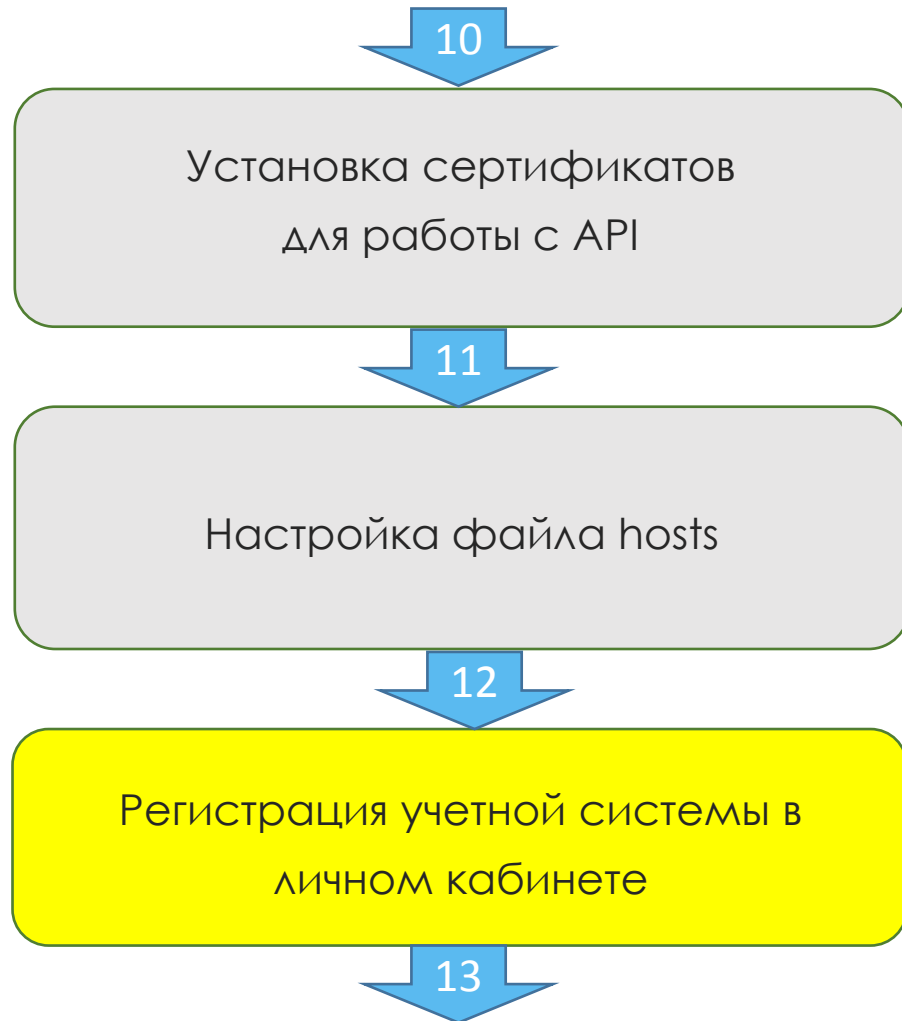 10
Установка сертификатов
для работы с API
11
Настройка файла hosts
12
Регистрация учетной системы в
личном кабинете
13